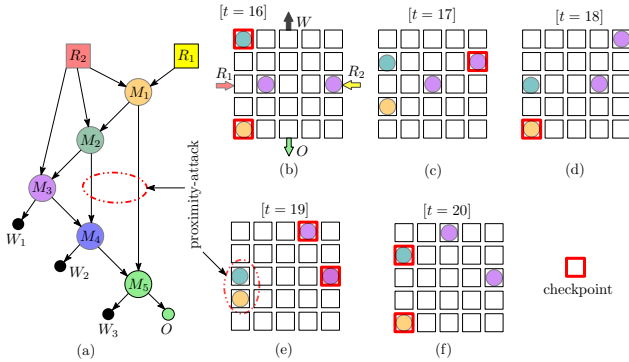 [t = 16]
[t = 17]
[t = 18]
W
R₂
R₁
M₁
R₁
R₂
M₂
O
(b)
(c)
(d)
M₃
proximity-attack
[t = 19]
[t = 20]
W₁
M₄
W₂
M₅
checkpoint
W₃
O
(a)
(e)
(f)